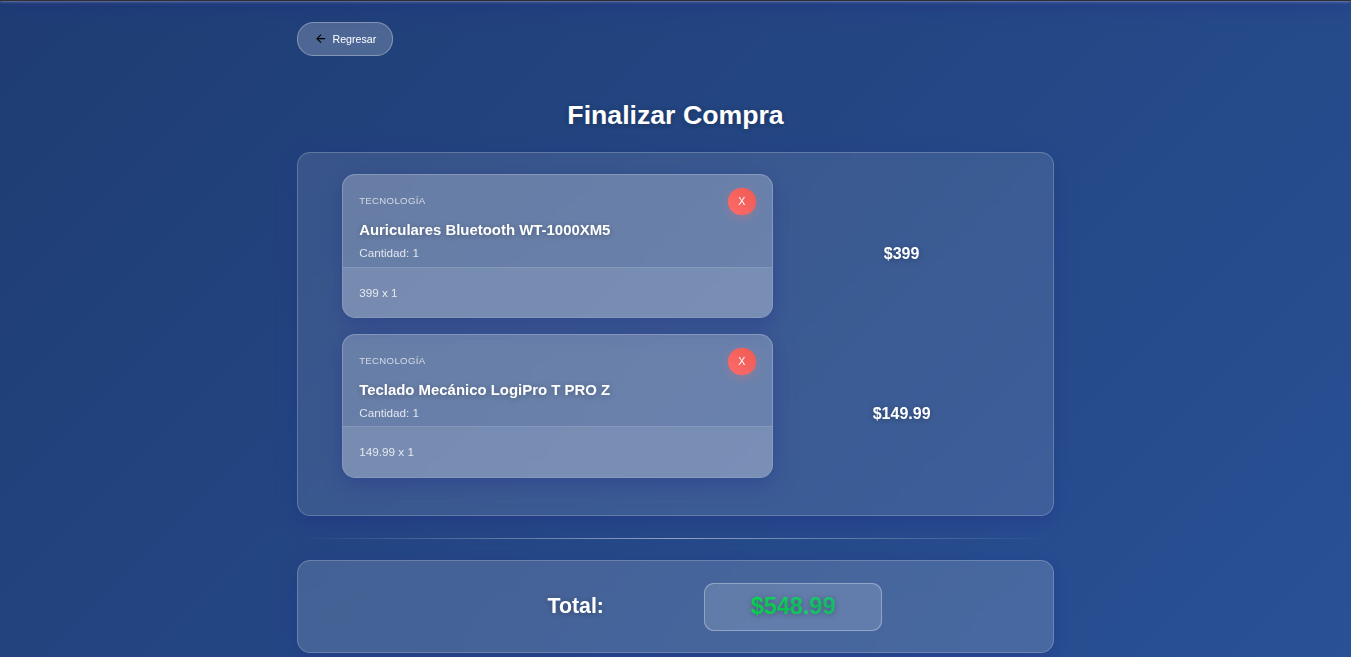 Regresar
Finalizar Compra
TECNOLOGÍA
X
Auriculares Bluetooth WT-1000XM5
Cantidad: 1
$399
399 x 1
TECNOLOGÍA
X
Teclado Mecánico LogiPro T PRO Z
Cantidad: 1
$149.99
149.99 x 1
Total:
$548.99